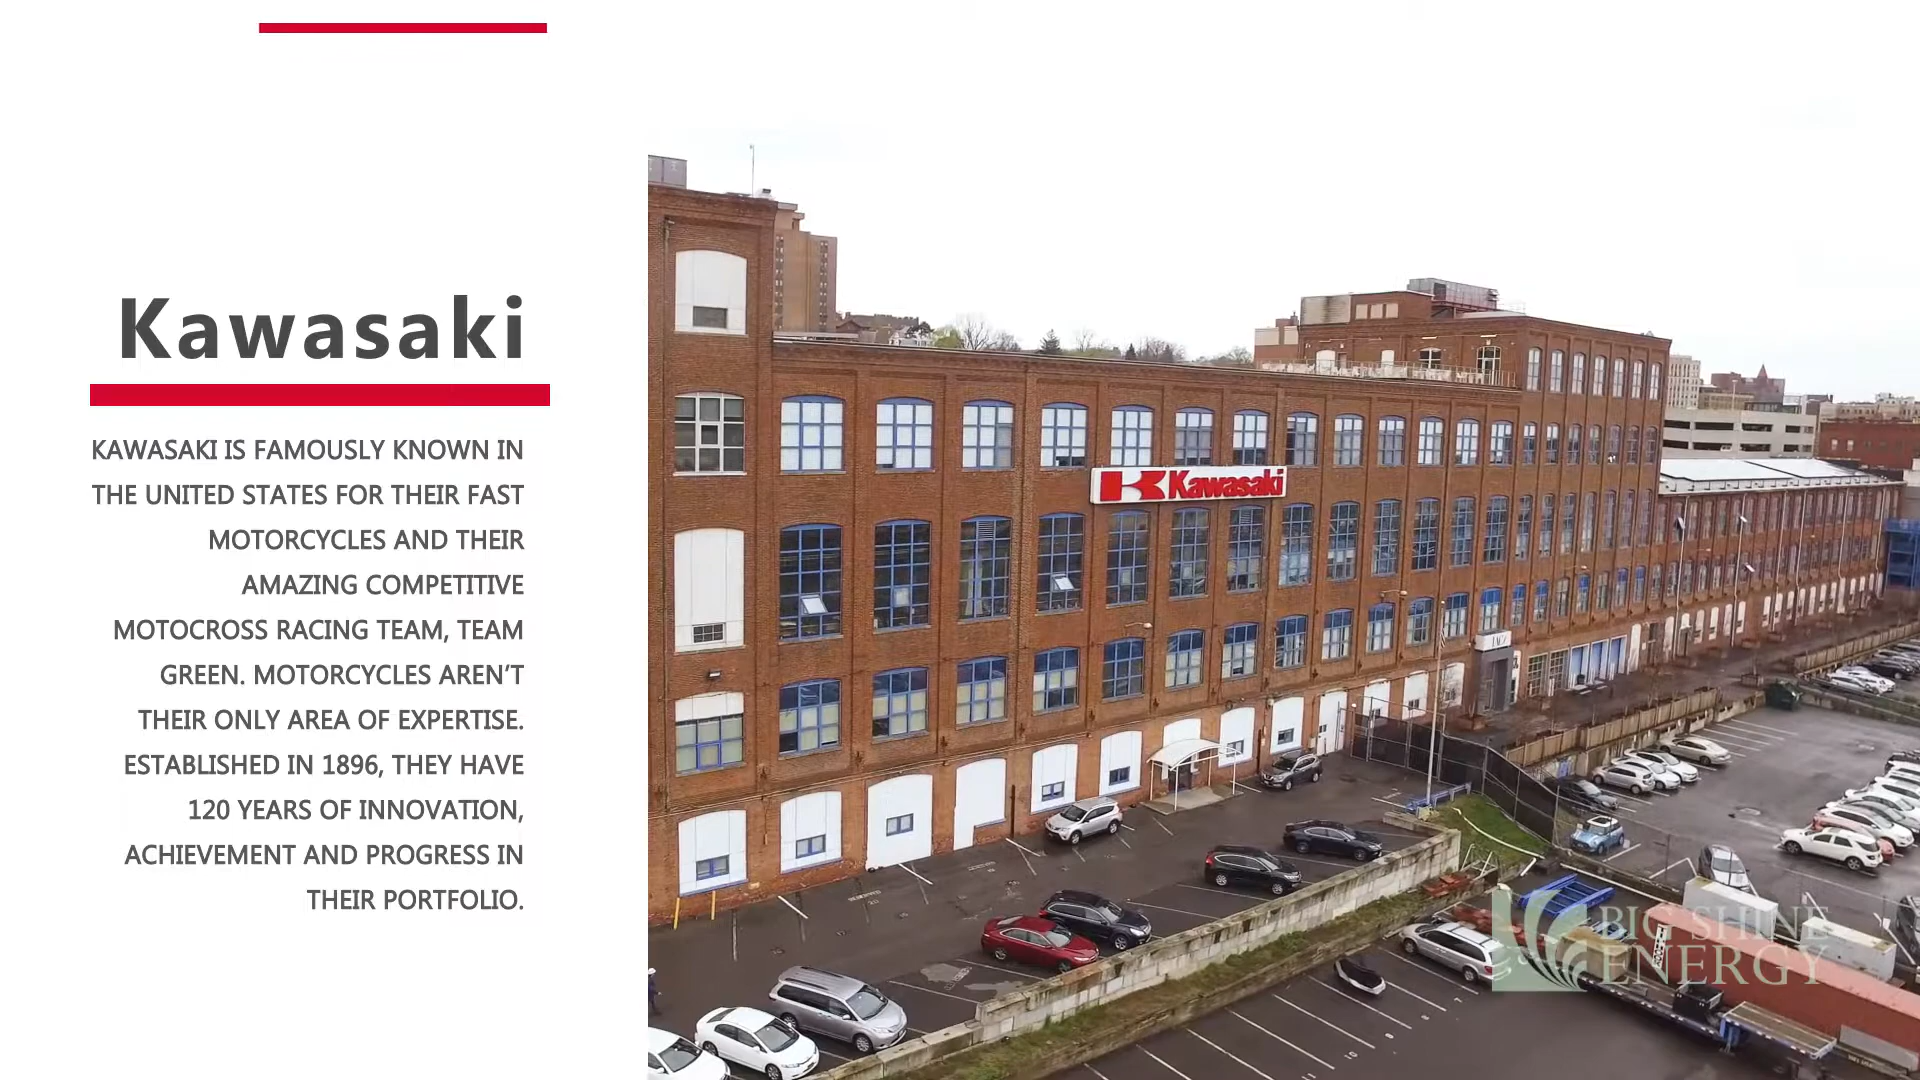 Kawasaki
KAWASAKI IS FAMOUSLY KNOWN IN
THE UNITED STATES FOR THEIR FAST
MOTORCYCLES AND THEIR
AMAZING COMPETITIVE
MOTOCROSS RACING TEAM, TEAM
GREEN. MOTORCYCLES AREN’T
THEIR ONLY AREA OF EXPERTISE.
ESTABLISHED IN 1896, THEY HAVE
120 YEARS OF INNOVATION,
ACHIEVEMENT AND PROGRESS IN
THEIR PORTFOLIO.
Kawasaki
BIG SHINE
ENERGY